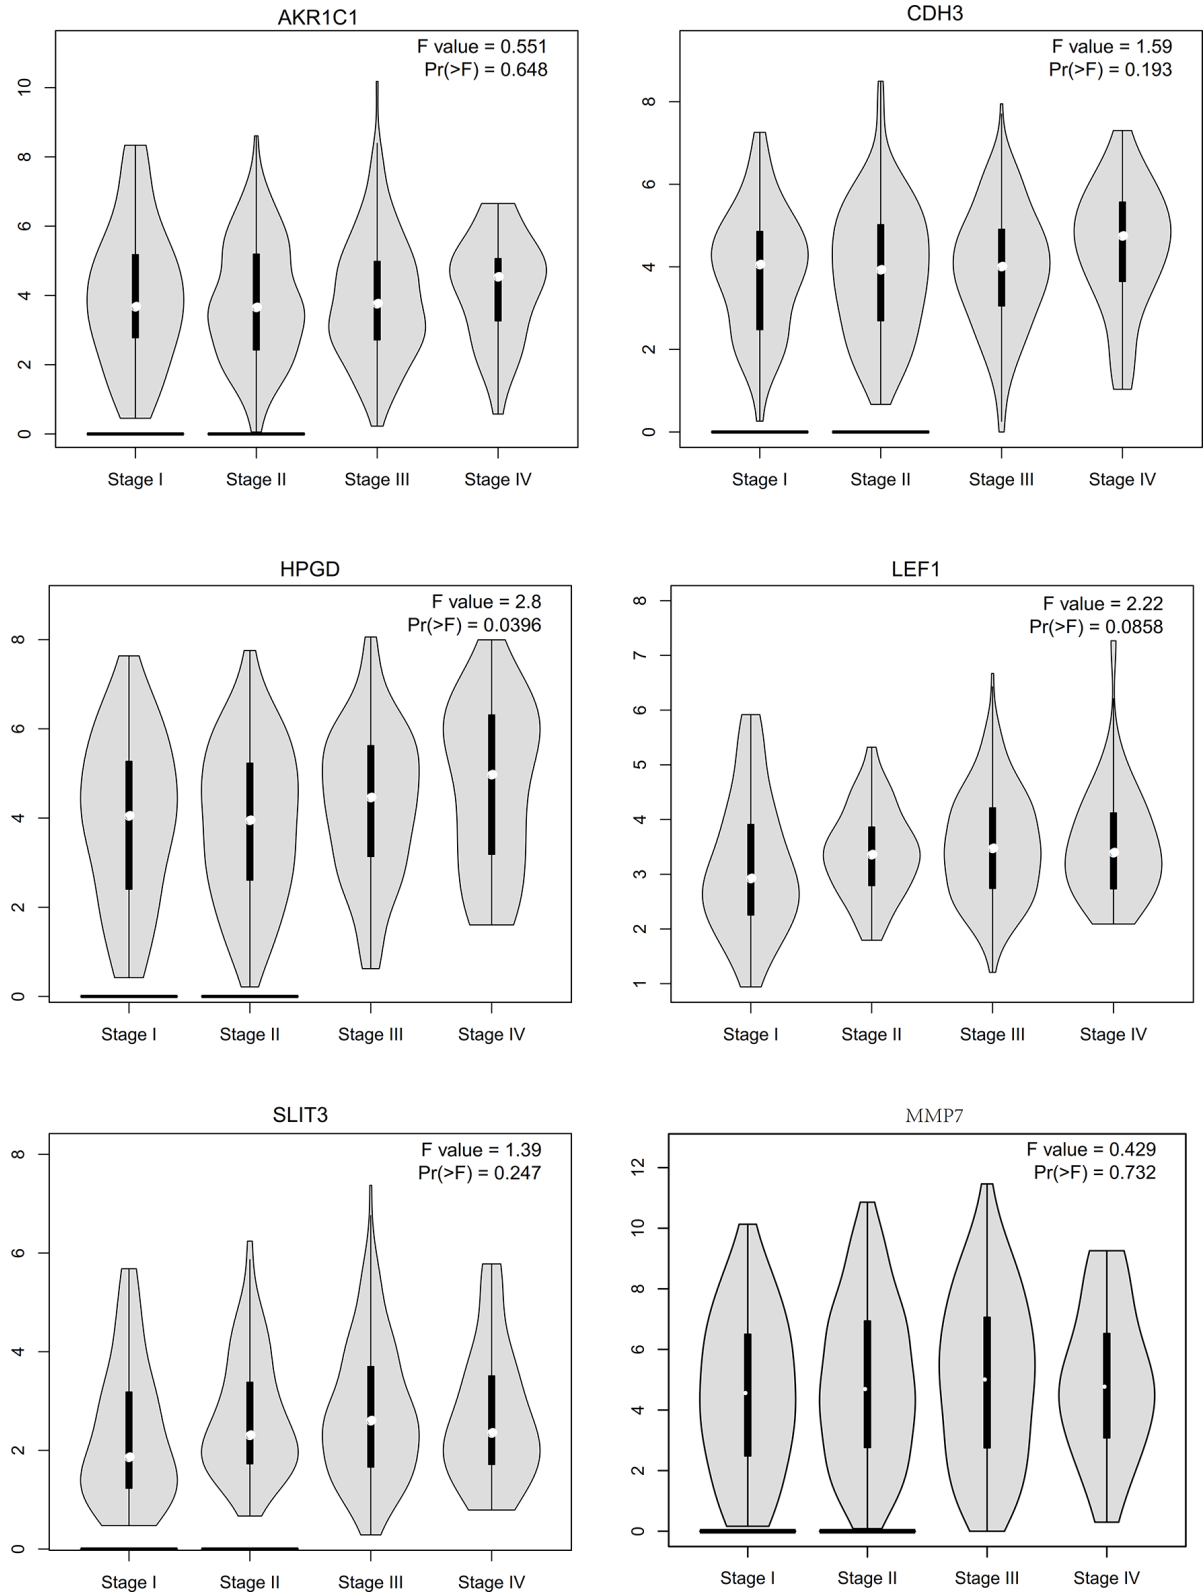 AKR1C1
F value = 0.551
Pr(>F) = 0.648
10
8
6
4
2
0
Stage I Stage II Stage III Stage IV
CDH3
F value = 1.59
Pr(>F) = 0.193
8
6
4
2
0
Stage I Stage II Stage III Stage IV
HPGD
F value = 2.8
Pr(>F) = 0.0396
8
6
4
2
0
Stage I Stage II Stage III Stage IV
LEF1
F value = 2.22
Pr(>F) = 0.0858
8
7
6
5
4
3
2
1
Stage I Stage II Stage III Stage IV
SLIT3
F value = 1.39
Pr(>F) = 0.247
8
6
4
2
0
Stage I Stage II Stage III Stage IV
MMP7
F value = 0.429
Pr(>F) = 0.732
12
10
8
6
4
2
0
Stage I Stage II Stage III Stage IV